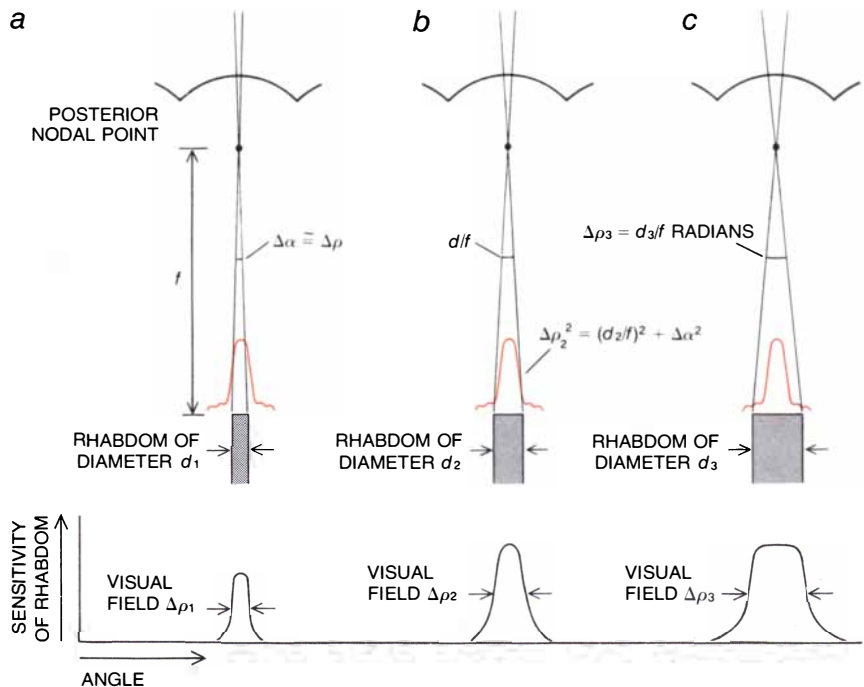 a
b
c
POSTERIOR
NODAL POINT
f
Δα ≅ Δρ
d/f
Δρ₃ = d₃/f RADIANS
Δρ₂² = (d₂/f)² + Δα²
RHABDOM OF
DIAMETER d₁
RHABDOM OF
DIAMETER d₂
RHABDOM OF
DIAMETER d₃
SENSITIVITY
OF RHABDOM
VISUAL
FIELD Δρ₁
VISUAL
FIELD Δρ₂
VISUAL
FIELD Δρ₃
ANGLE